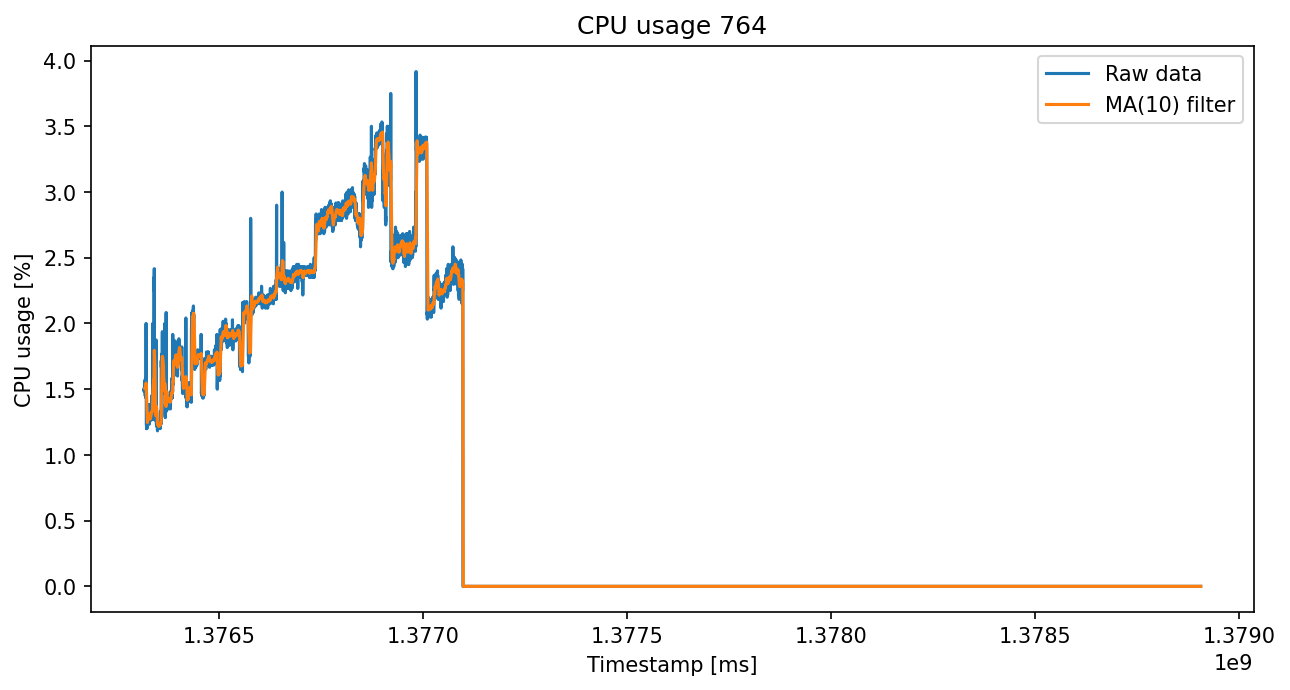 CPU usage 764
Raw data
MA(10) filter
CPU usage [%]
4.0
3.5
3.0
2.5
2.0
1.5
1.0
0.5
0.0
1.3765 1.3770 1.3775 1.3780 1.3785 1.3790
1e9
Timestamp [ms]